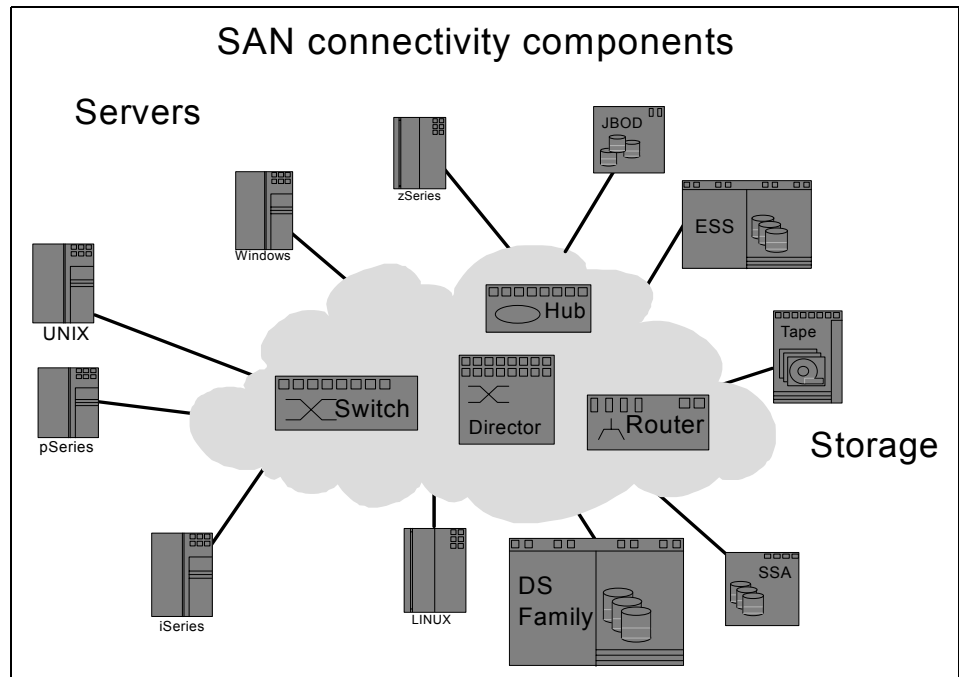 SAN connectivity components
Servers
JBOD
zSeries
ESS
Windows
UNIX
Hub
Tape
Switch
Director
Router
pSeries
Storage
iSeries
LINUX
DS
Family
SSA